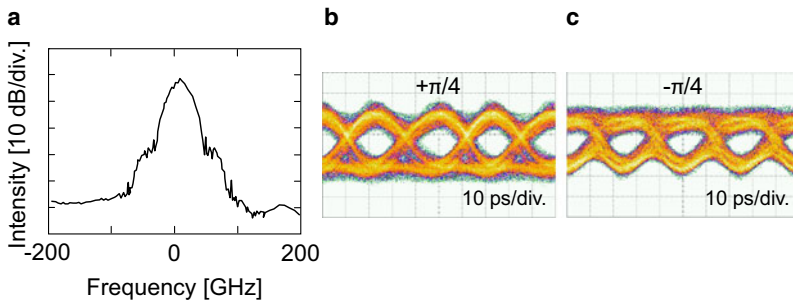 a
Intensity [10 dB/div.]
-200
0
200
Frequency [GHz]
b
+π/4
10 ps/div.
c
-π/4
10 ps/div.